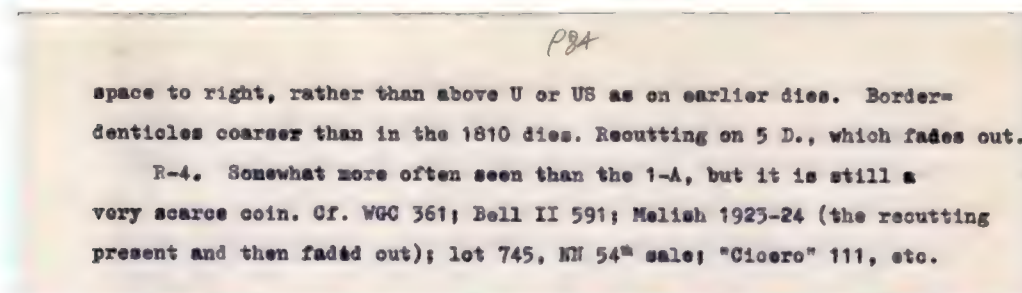 P84
space to right, rather than above U or US as on earlier dies. Border=
denticles coarser than in the 1810 dies. Recutting on 5 D., which fades out.
R-4. Somewhat more often seen than the 1-A, but it is still a
very scarce coin. Cf. WGC 361; Bell II 591; Melish 1923-24 (the recutting
present and then faded out); lot 745, NN 54th sale; "Cicero" 111, etc.